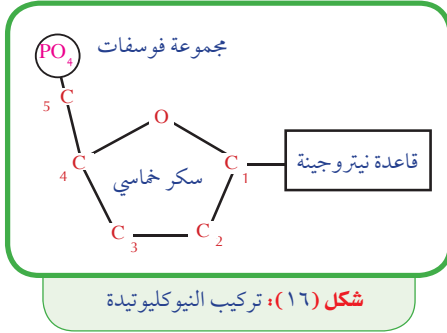 مجموعة فوسفات
PO4
5 C
O
4 C
سكر خماسي
C 1
قاعدة نيتروجينة
C 3
C 2
شكل (١٦): تركيب النيوكليوتيدة